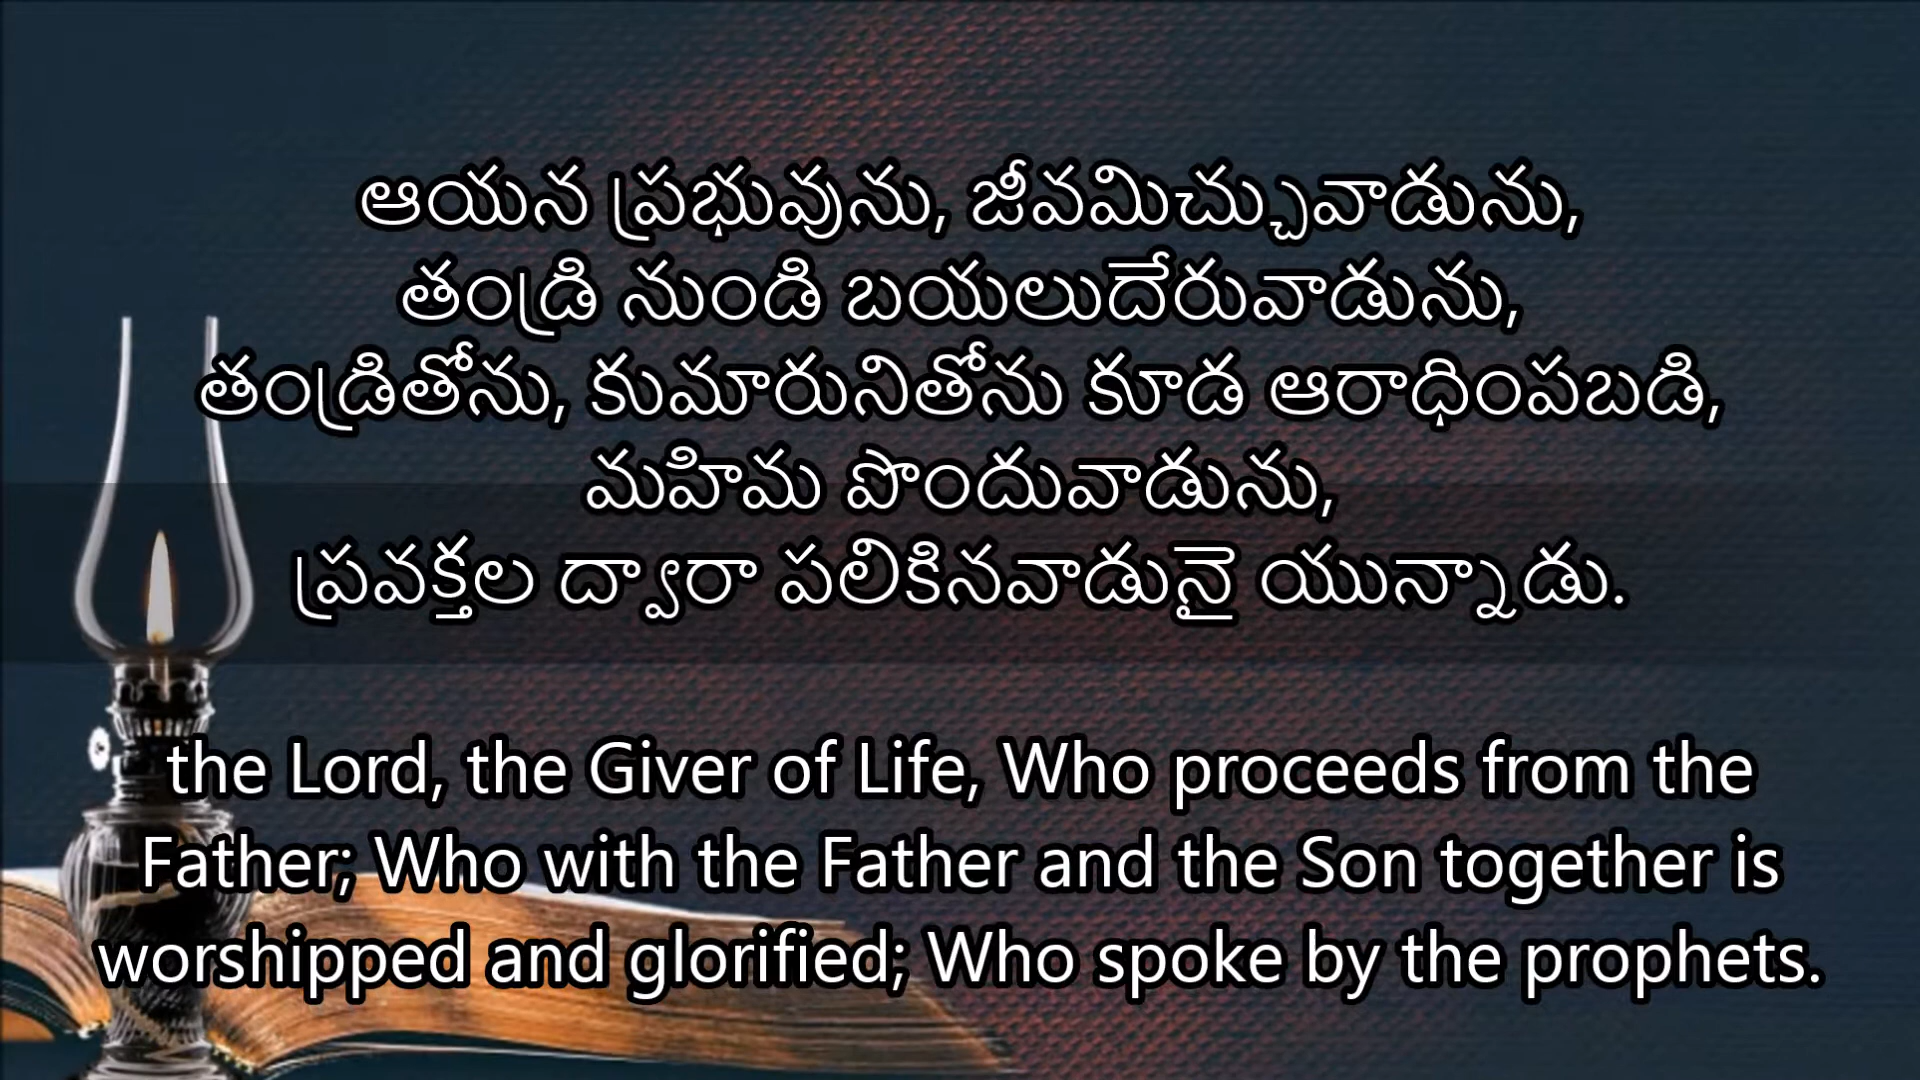 ఆయన ప్రభువును, జీవమిచ్చువాడును,
తండ్రి నుండి బయలుదేరువాడును,
తండ్రితోను, కుమారునితోను కూడ ఆరాధింపబడి,
మహిమ పొందువాడును,
ప్రవక్తల ద్వారా పలికినవాడునై యున్నాడు.
the Lord, the Giver of Life, Who proceeds from the
Father; Who with the Father and the Son together is
worshipped and glorified; Who spoke by the prophets.